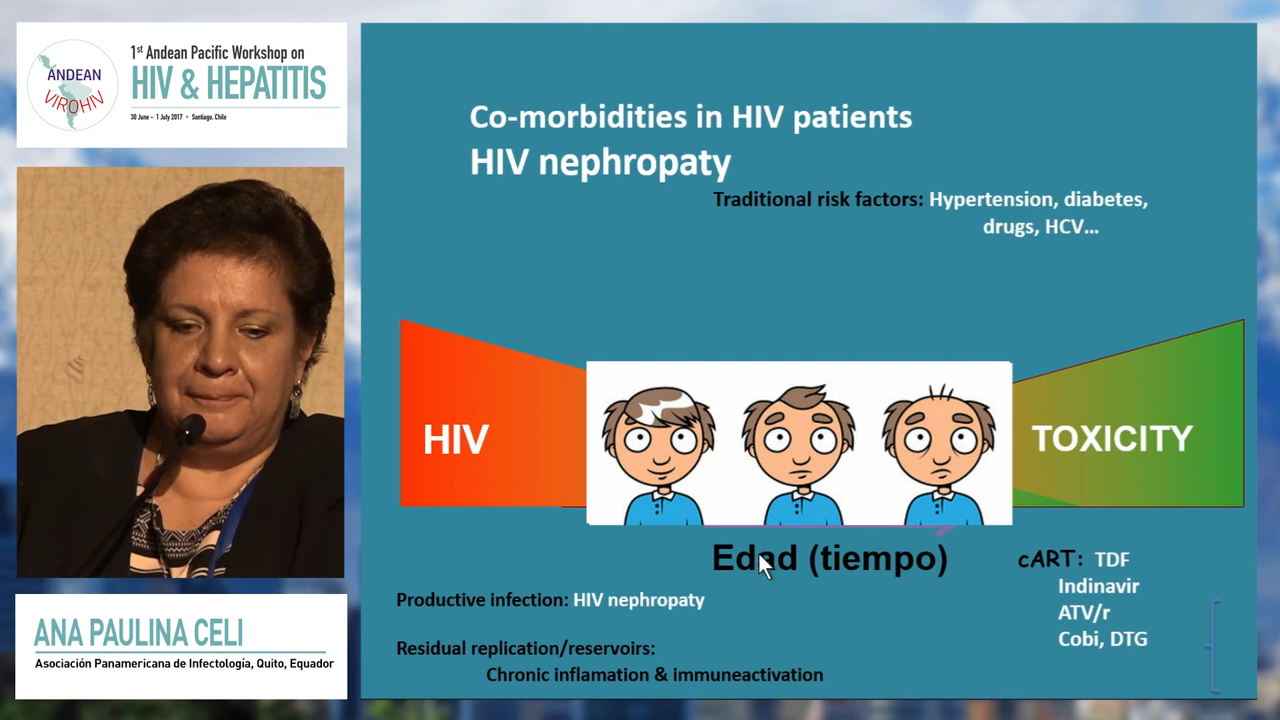 ANDEAN
VIROHIV
1st Andean Pacific Workshop on
HIV & HEPATITIS
30 June - 1 July 2017 • Santiago, Chile
Co-morbidities in HIV patients
HIV nephropaty
Traditional risk factors: Hypertension, diabetes,
drugs, HCV...
HIV
TOXICITY
Edad (tiempo)
cART: TDF
Indinavir
ATV/r
Cobi, DTG
Productive infection: HIV nephropaty
Residual replication/reservoirs:
Chronic inflamation & immuneactivation
ANA PAULINA CELI
Asociación Panamericana de Infectología, Quito, Equador